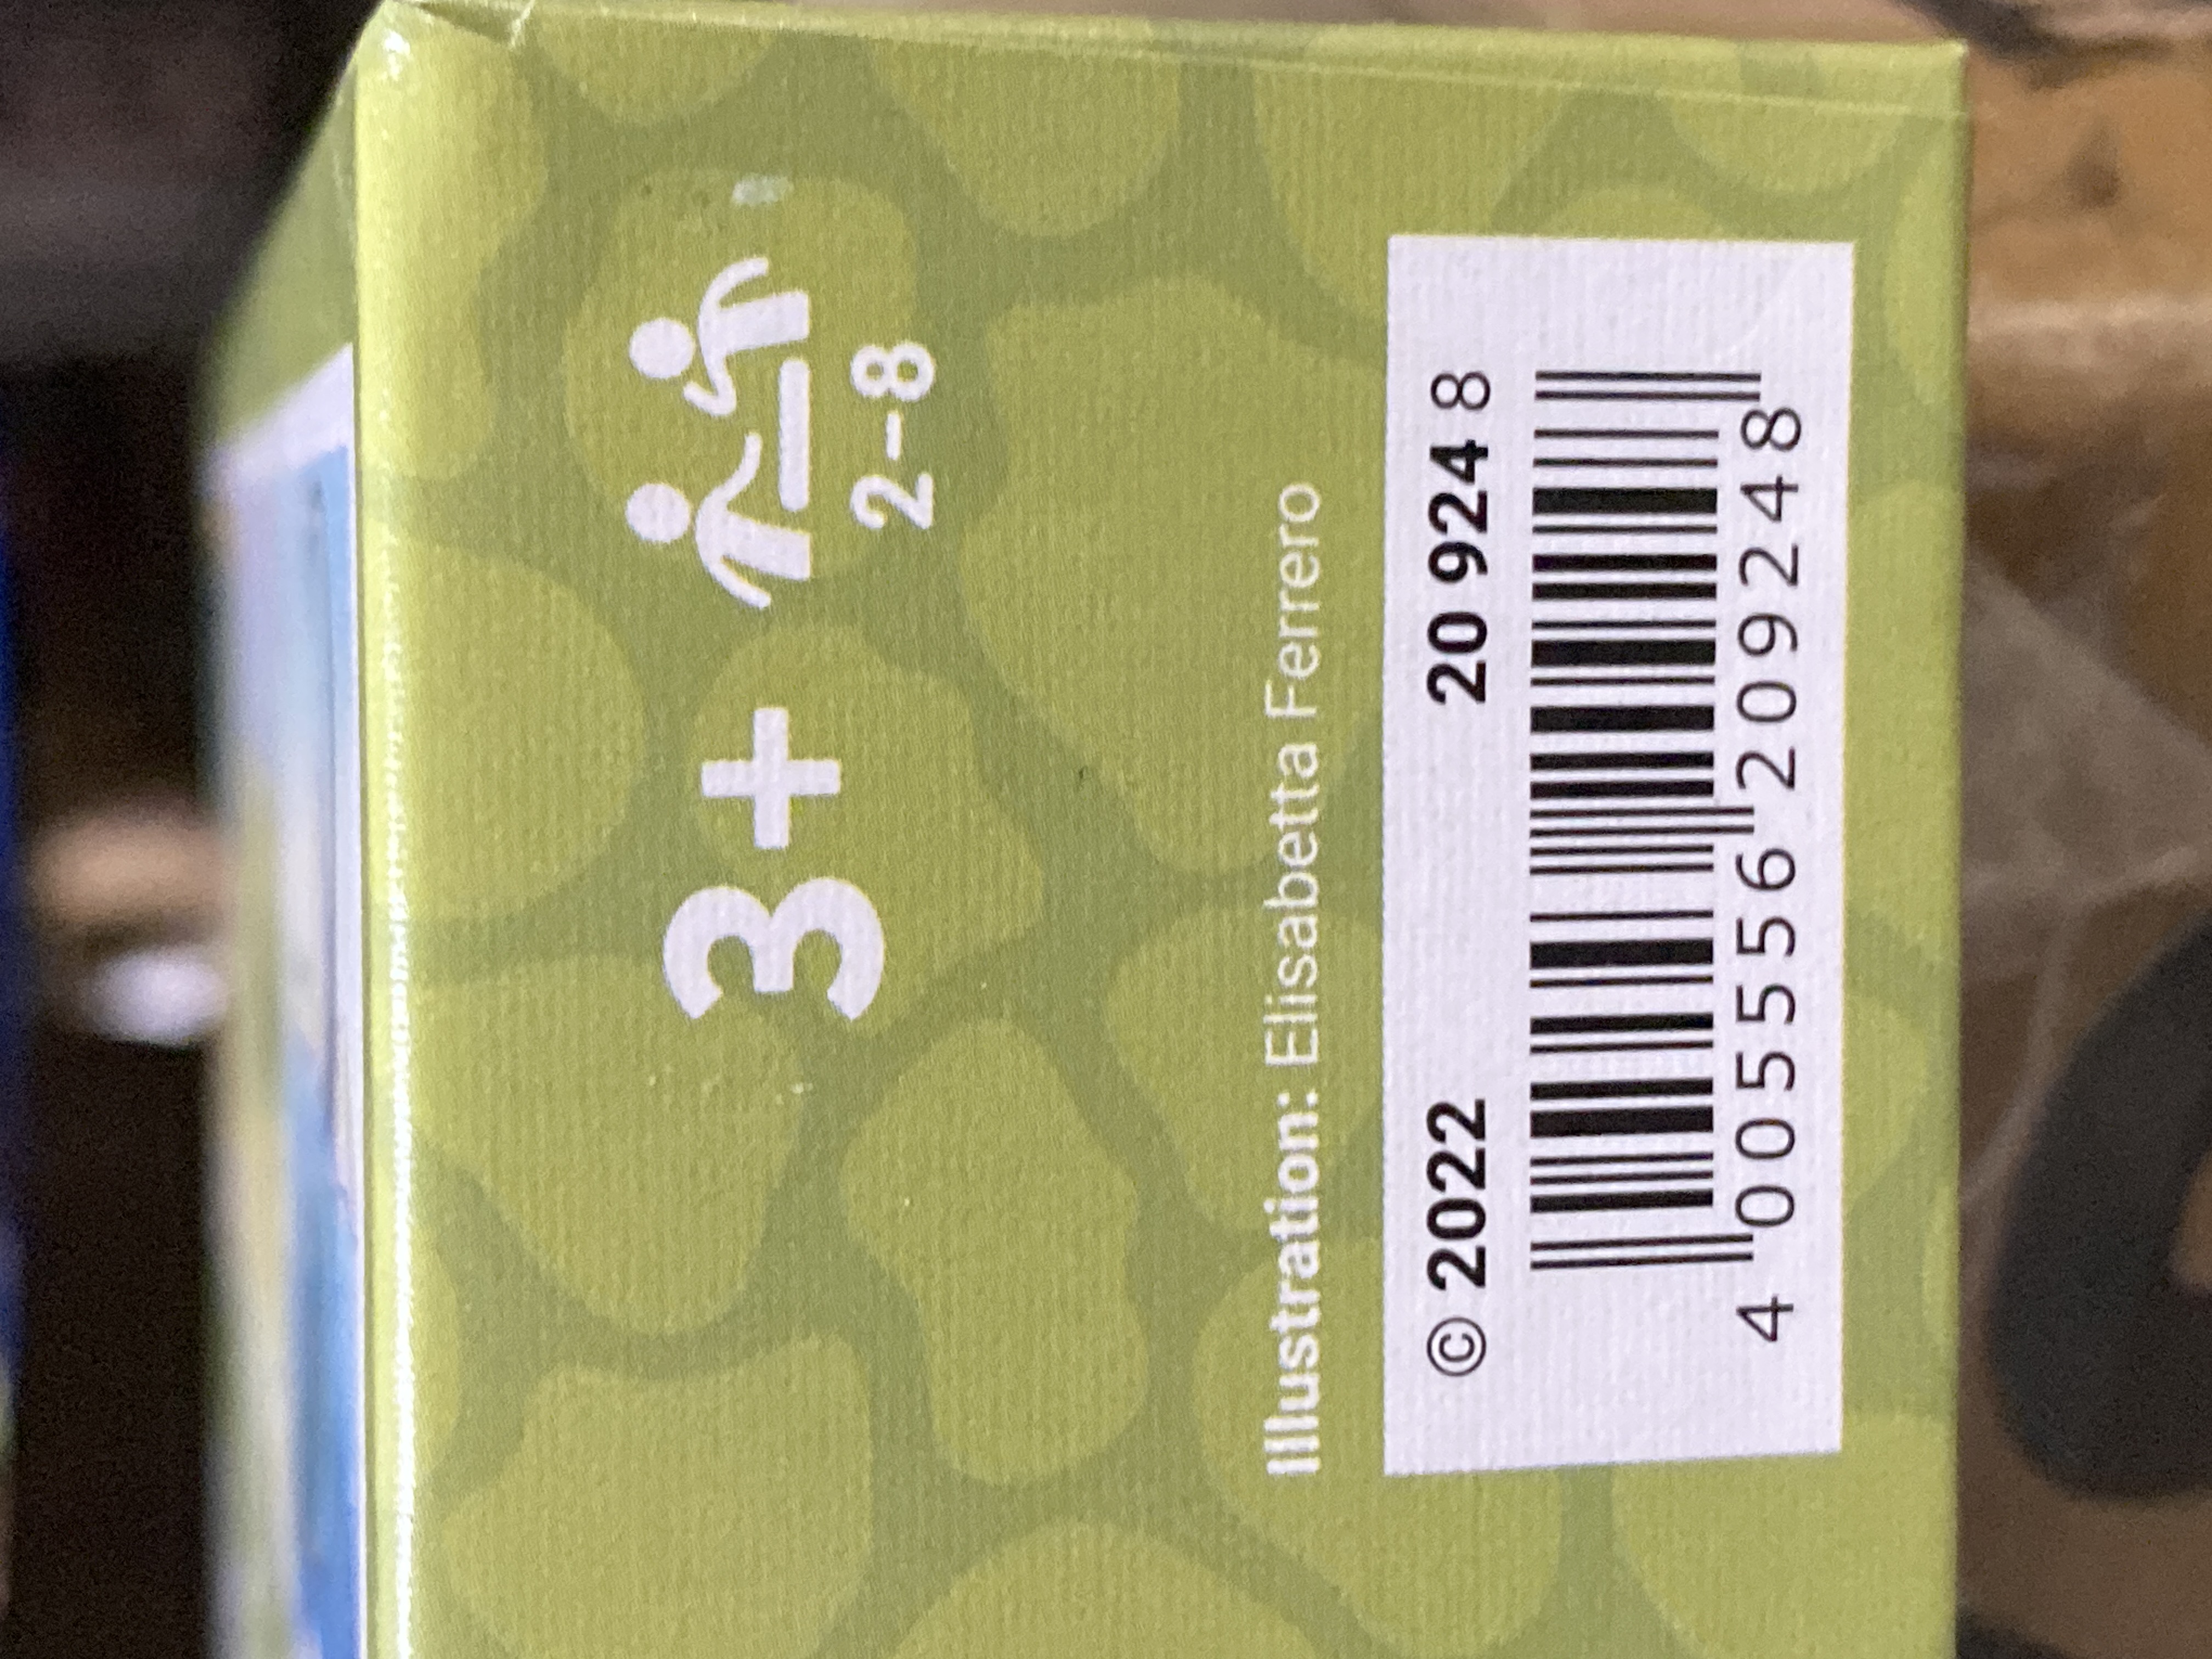 3+
2-8
Illustration: Elisabetta Ferrero
© 2022 20 924 8
4 005556 209248